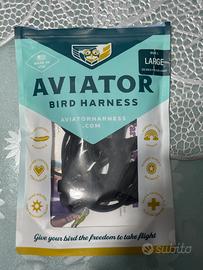 LARGE
AVIATOR
BIRD HARNESS
AVIATORHARNESS
.COM
Give your bird the freedom to take flight
subito